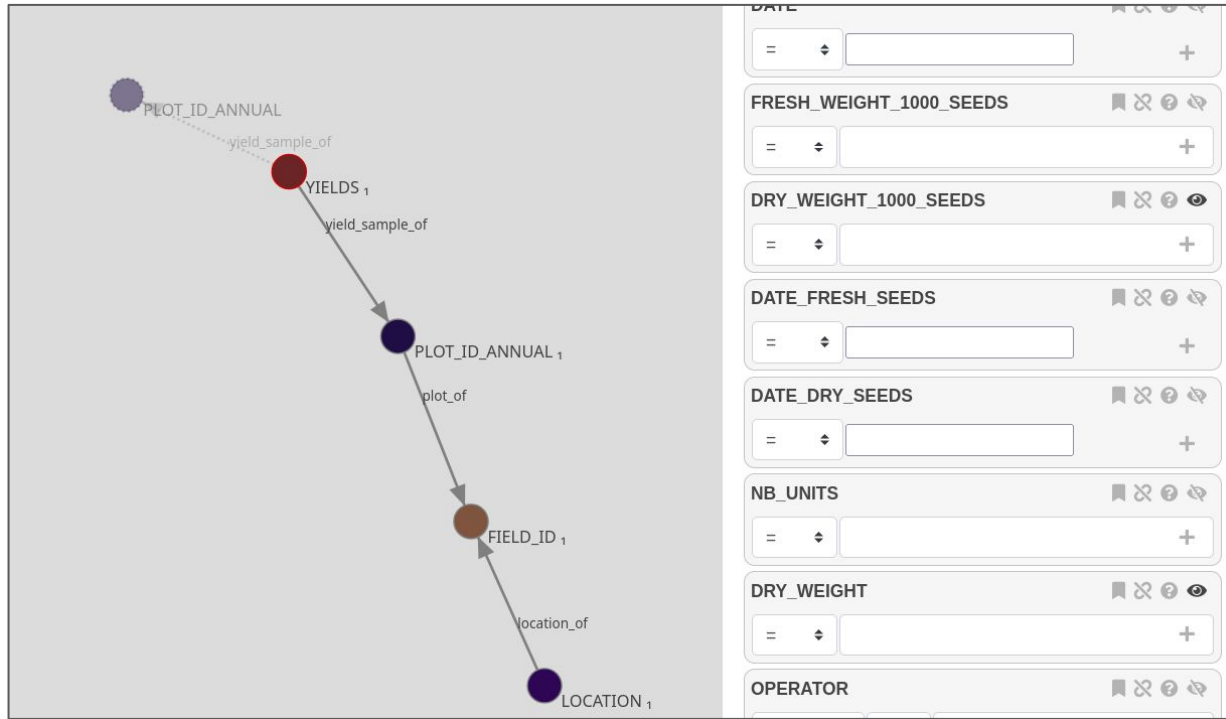 PLOT_ID_ANNUAL
yield_sample_of
YIELDS ₁
yield_sample_of
PLOT_ID_ANNUAL ₁
plot_of
FIELD_ID ₁
location_of
LOCATION ₁
DATE
=
FRESH_WEIGHT_1000_SEEDS
=
DRY_WEIGHT_1000_SEEDS
=
DATE_FRESH_SEEDS
=
DATE_DRY_SEEDS
=
NB_UNITS
=
DRY_WEIGHT
=
OPERATOR